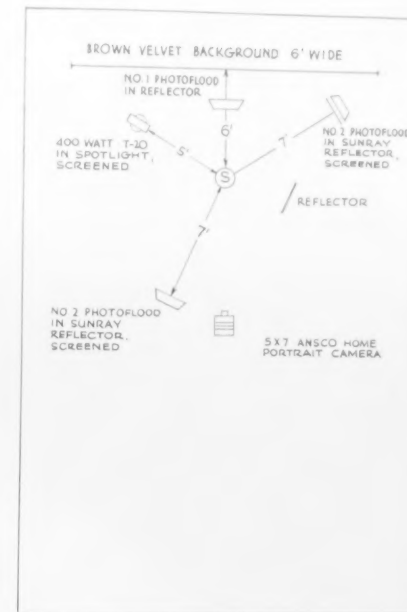 BROWN VELVET BACKGROUND 6' WIDE
NO. 1 PHOTOFLOOD
IN REFLECTOR
6'
400 WATT T-20
IN SPOTLIGHT,
SCREENED
5'
7'
NO 2 PHOTOFLOOD
IN SUNRAY
REFLECTOR,
SCREENED
S
REFLECTOR
7'
NO 2 PHOTOFLOOD
IN SUNRAY
REFLECTOR,
SCREENED
5X7 ANSCO HOME
PORTRAIT CAMERA